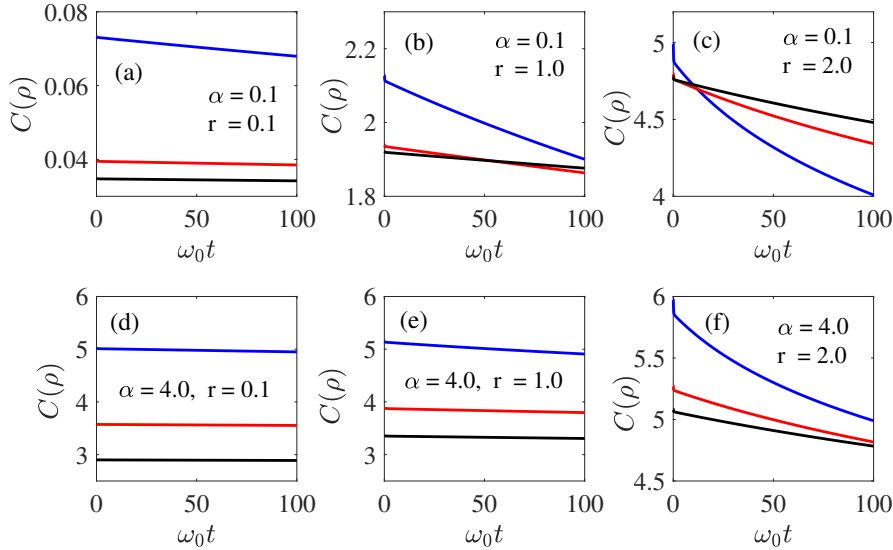 0.08
0.06
0.04
C(ρ)
(a)
α = 0.1
r = 0.1
0 50 100
ω₀t
2.2
2
1.8
C(ρ)
(b)
α = 0.1
r = 1.0
0 50 100
ω₀t
5
4.5
4
C(ρ)
(c)
α = 0.1
r = 2.0
0 50 100
ω₀t
6
5
4
3
C(ρ)
(d)
α = 4.0, r = 0.1
0 50 100
ω₀t
6
5
4
3
C(ρ)
(e)
α = 4.0, r = 1.0
0 50 100
ω₀t
6
5.5
5
4.5
C(ρ)
(f)
α = 4.0
r = 2.0
0 50 100
ω₀t